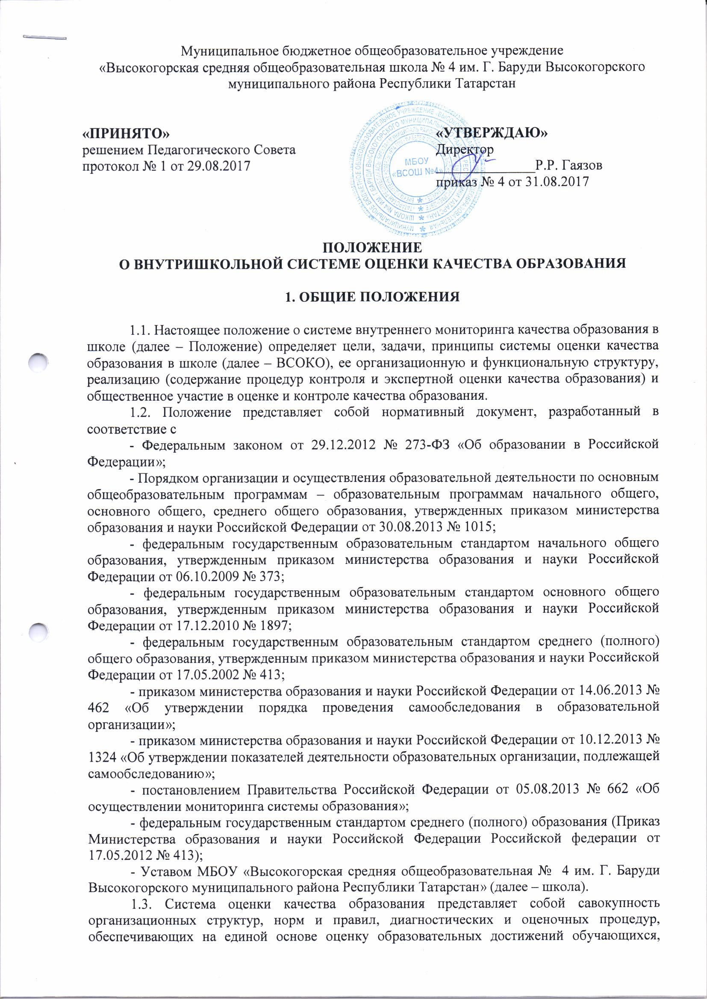 Муниципальное бюджетное общеобразовательное учреждение
«Высокогорская средняя общеобразовательная школа № 4 им. Г. Баруди Высокогорского
муниципального района Республики Татарстан
«ПРИНЯТО»
решением Педагогического Совета
протокол № 1 от 29.08.2017
МБОУ
«ВСОШ №4»
«УТВЕРЖДАЮ»
Директор
______________Р.Р. Гаязов
приказ № 4 от 31.08.2017
ПОЛОЖЕНИЕ
О ВНУТРИШКОЛЬНОЙ СИСТЕМЕ ОЦЕНКИ КАЧЕСТВА ОБРАЗОВАНИЯ
1. ОБЩИЕ ПОЛОЖЕНИЯ
1.1. Настоящее положение о системе внутреннего мониторинга качества образования в
школе (далее – Положение) определяет цели, задачи, принципы системы оценки качества
образования в школе (далее – ВСОКО), ее организационную и функциональную структуру,
реализацию (содержание процедур контроля и экспертной оценки качества образования) и
общественное участие в оценке и контроле качества образования.
1.2. Положение представляет собой нормативный документ, разработанный в
соответствие с
- Федеральным законом от 29.12.2012 № 273-ФЗ «Об образовании в Российской
Федерации»;
- Порядком организации и осуществления образовательной деятельности по основным
общеобразовательным программам – образовательным программам начального общего,
основного общего, среднего общего образования, утвержденных приказом министерства
образования и науки Российской Федерации от 30.08.2013 № 1015;
- федеральным государственным образовательным стандартом начального общего
образования, утвержденным приказом министерства образования и науки Российской
Федерации от 06.10.2009 № 373;
- федеральным государственным образовательным стандартом основного общего
образования, утвержденным приказом министерства образования и науки Российской
Федерации от 17.12.2010 № 1897;
- федеральным государственным образовательным стандартом среднего (полного)
общего образования, утвержденным приказом министерства образования и науки Российской
Федерации от 17.05.2002 № 413;
- приказом министерства образования и науки Российской Федерации от 14.06.2013 №
462 «Об утверждении порядка проведения самообследования в образовательной
организации»;
- приказом министерства образования и науки Российской Федерации от 10.12.2013 №
1324 «Об утверждении показателей деятельности образовательных организации, подлежащей
самообследованию»;
- постановлением Правительства Российской Федерации от 05.08.2013 № 662 «Об
осуществлении мониторинга системы образования»;
- федеральным государственным стандартом среднего (полного) образования (Приказ
Министерства образования и науки Российской Федерации Российской федерации от
17.05.2012 № 413);
- Уставом МБОУ «Высокогорская средняя общеобразовательная № 4 им. Г. Баруди
Высокогорского муниципального района Республики Татарстан» (далее – школа).
1.3. Система оценки качества образования представляет собой савокупность
организационных структур, норм и правил, диагностических и оценочных процедур,
обеспечивающих на единой основе оценку образовательных достижений обучающихся,